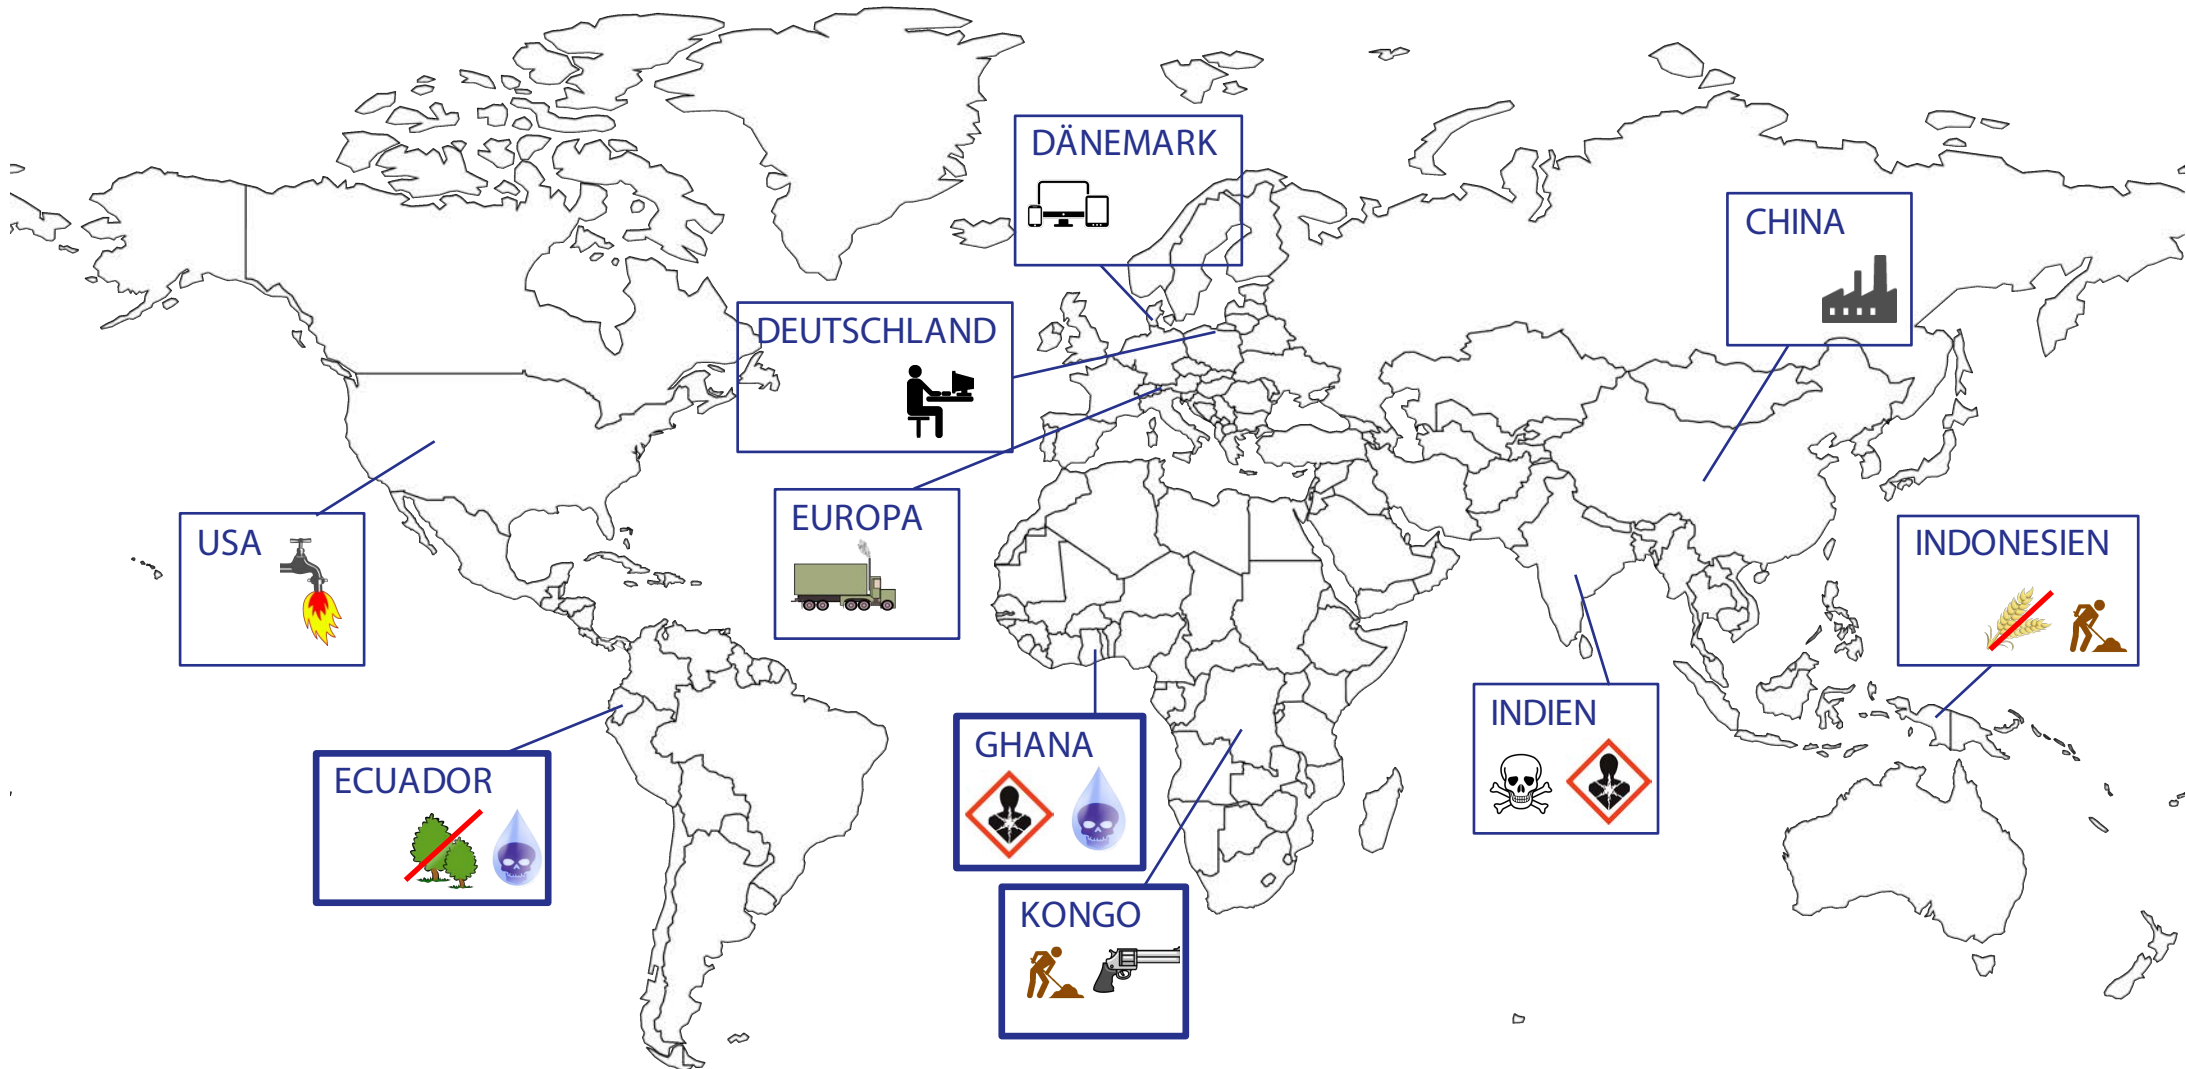 DÄNEMARK
CHINA
DEUTSCHLAND
EUROPA
USA
INDONESIEN
INDIEN
GHANA
ECUADOR
KONGO